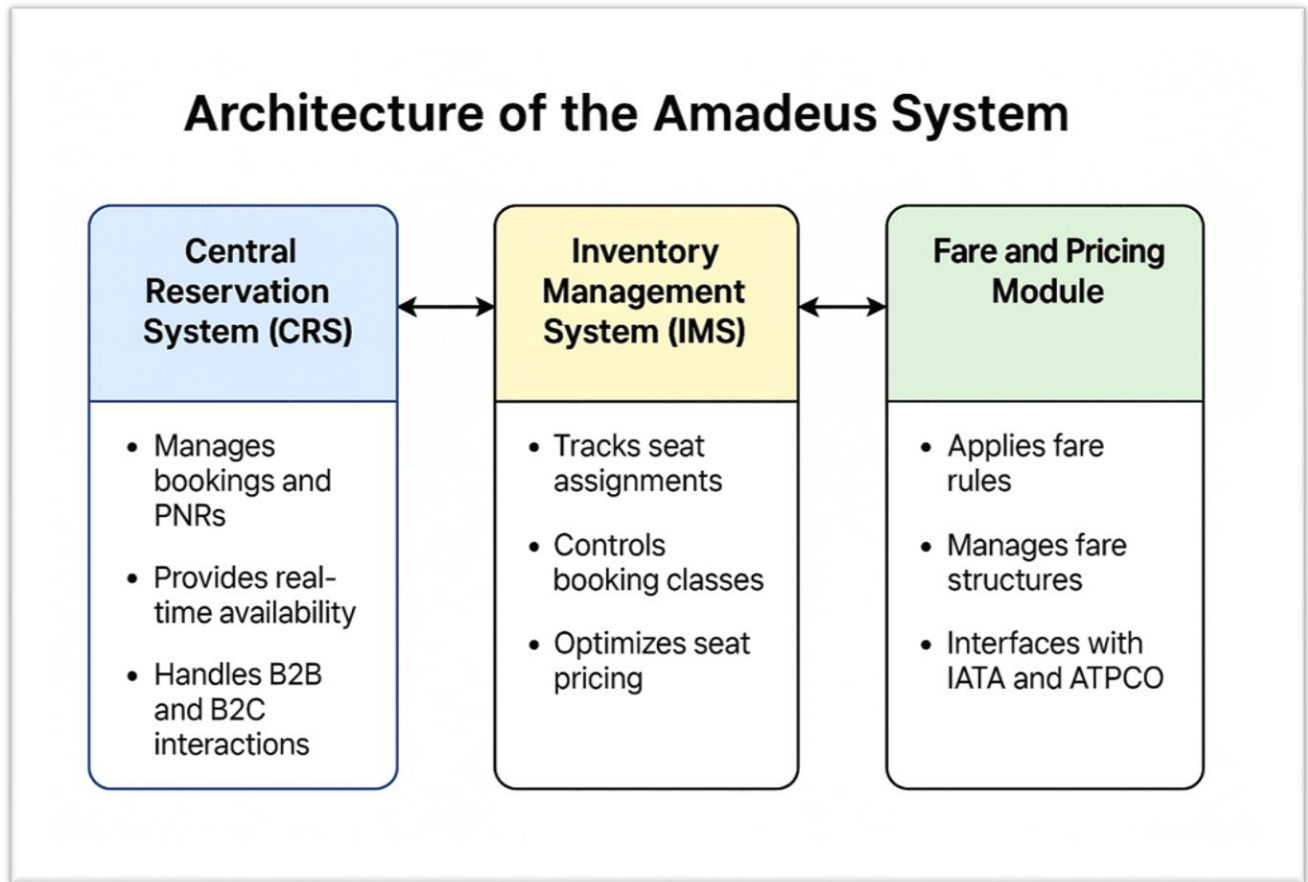 Architecture of the Amadeus System
Central
Reservation
System (CRS)
• Manages
bookings and
PNRs
• Provides real-
time availability
• Handles B2B
and B2C
interactions
Inventory
Management
System (IMS)
• Tracks seat
assignments
• Controls
booking classes
• Optimizes seat
pricing
Fare and Pricing
Module
• Applies fare
rules
• Manages fare
structures
• Interfaces with
IATA and ATPCO